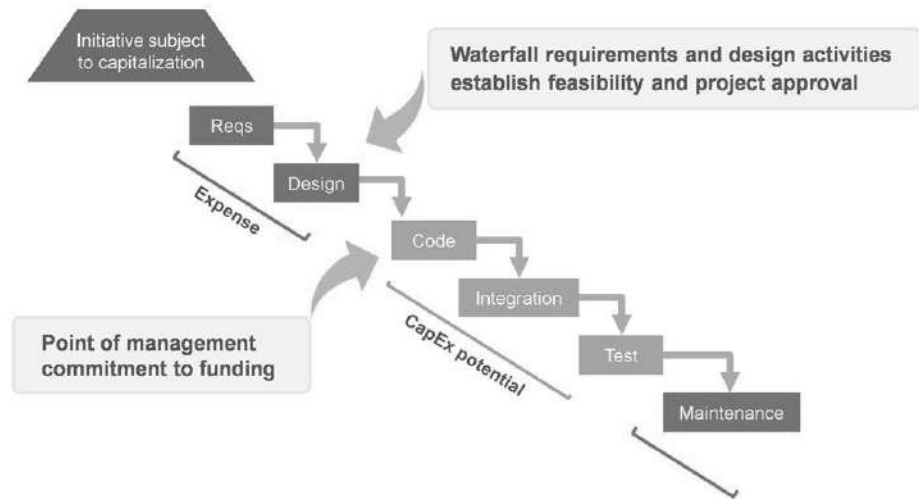 Initiative subject
to capitalization
Waterfall requirements and design activities
establish feasibility and project approval
Reqs
Design
Expense
Code
Integration
Point of management
commitment to funding
CapEx potential
Test
Maintenance